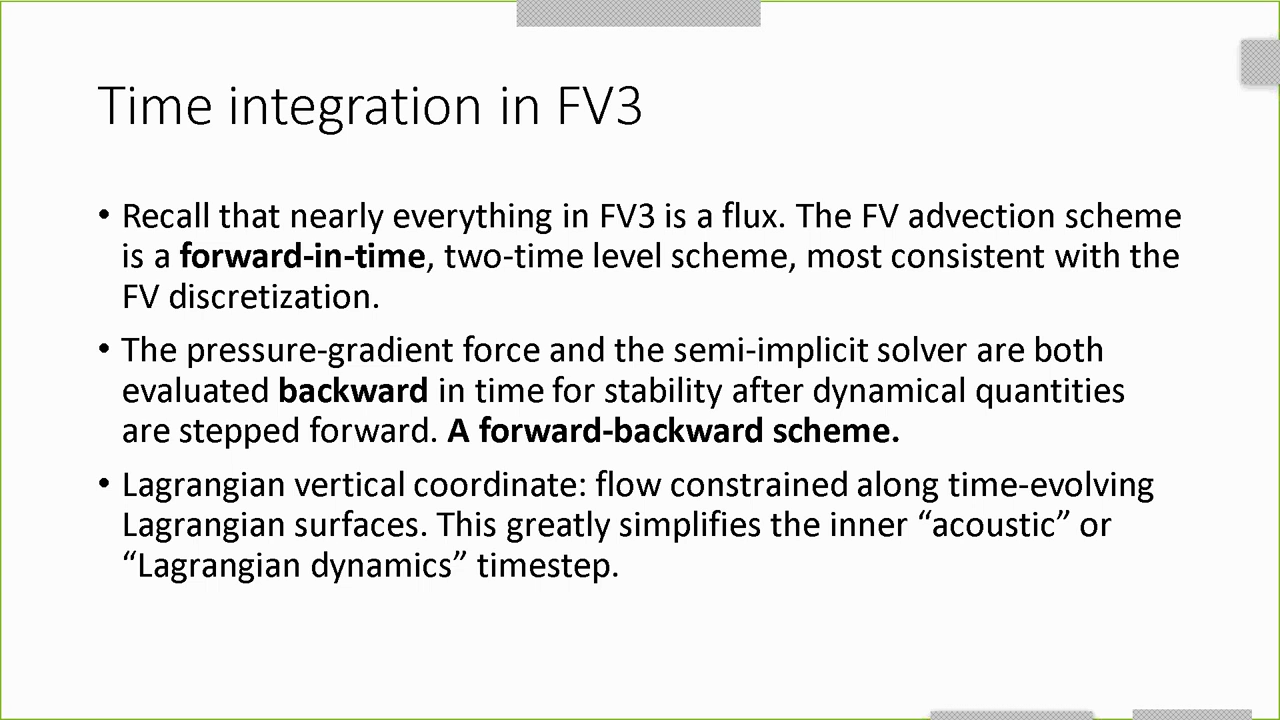 Time integration in FV3
• Recall that nearly everything in FV3 is a flux. The FV advection scheme
is a forward-in-time, two-time level scheme, most consistent with the
FV discretization.
• The pressure-gradient force and the semi-implicit solver are both
evaluated backward in time for stability after dynamical quantities
are stepped forward. A forward-backward scheme.
• Lagrangian vertical coordinate: flow constrained along time-evolving
Lagrangian surfaces. This greatly simplifies the inner “acoustic” or
“Lagrangian dynamics” timestep.